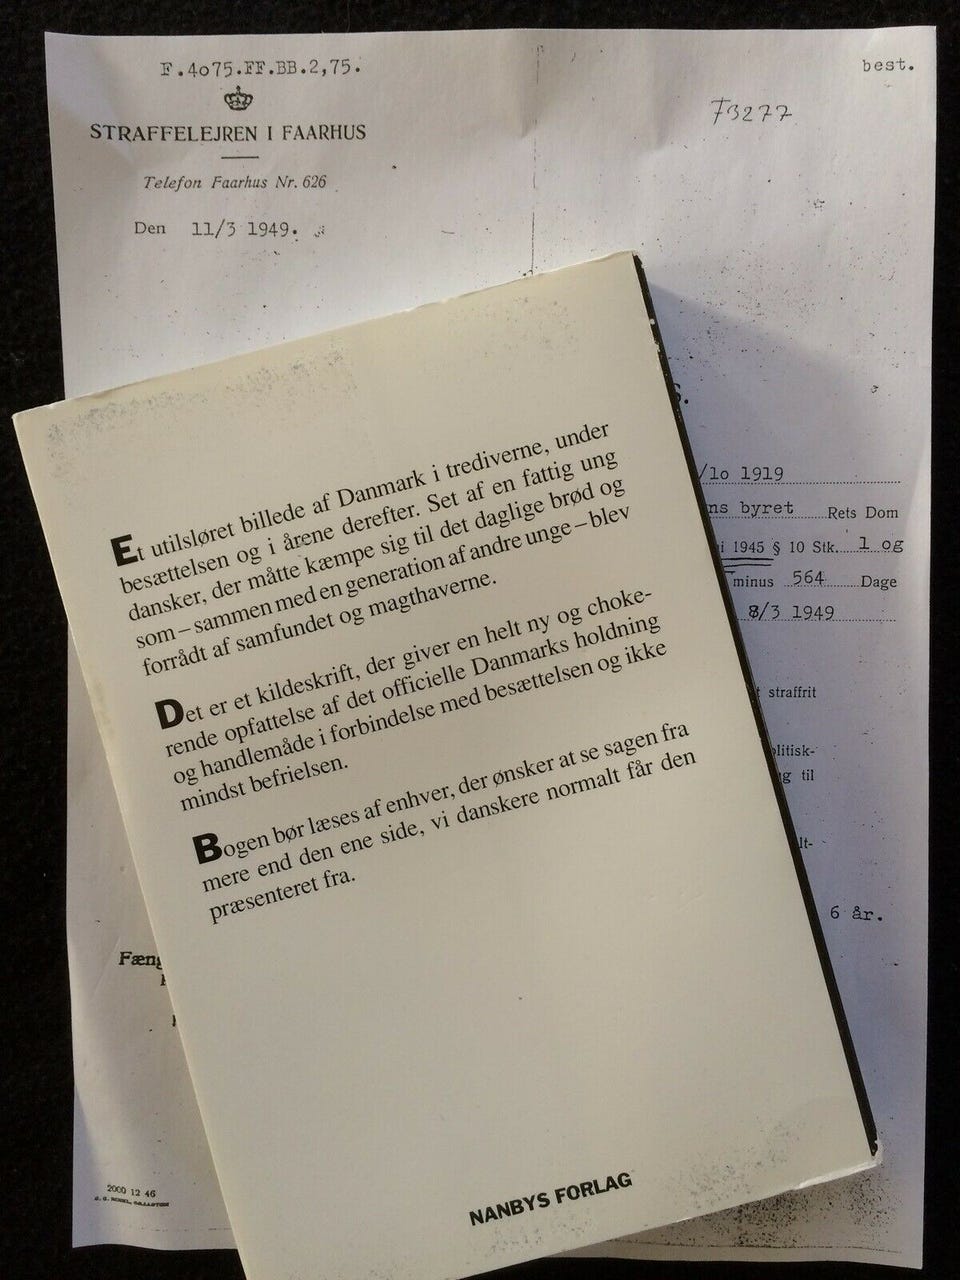 F.4o75.FF.BB.2,75.
best.
73277
STRAFFELEJREN I FAARHUS
Telefon Faarhus Nr. 626
Den 11/3 1949.
S.
/lo 1919
ns byret Rets Dom
i 1945 § 10 Stk. 1 og
minus 564 Dage
8/3 1949
t straffrit
olitisk-
g til
lt-
6 år.
Fæng
2000 12 46
Et utilsløret billede af Danmark i trediverne, under
besættelsen og i årene derefter. Set af en fattig ung
dansker, der måtte kæmpe sig til det daglige brød og
som – sammen med en generation af andre unge – blev
forrådt af samfundet og magthaverne.
Det er et kildeskrift, der giver en helt ny og choke-
rende opfattelse af det officielle Danmarks holdning
og handlemåde i forbindelse med besættelsen og ikke
mindst befrielsen.
Bogen bør læses af enhver, der ønsker at se sagen fra
mere end den ene side, vi danskere normalt får den
præsenteret fra.
NANBYS FORLAG